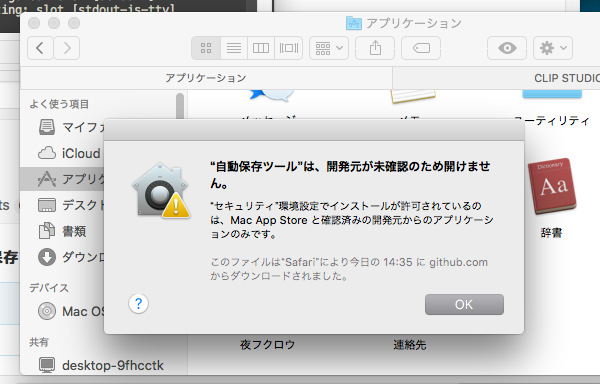 ing: slot [stdout-is-tty]
アプリケーション
アプリケーション
CLIP STUDIO
よく使う項目
マイファ
iCloud
アプリケ
デスクト
書類
ダウンロ
デバイス
Mac OS
共有
desktop-9fhcctk
保存
メッセージ
メモ
ユーティリティ
Dictionary
Aa
辞書
夜フクロウ
連絡先
“自動保存ツール”は、開発元が未確認のため開けませ
ん。
“セキュリティ”環境設定でインストールが許可されているの
は、Mac App Store と確認済みの開発元からのアプリケーシ
ョンのみです。
このファイルは“Safari”により今日の 14:35 に github.com
からダウンロードされました。
?
OK